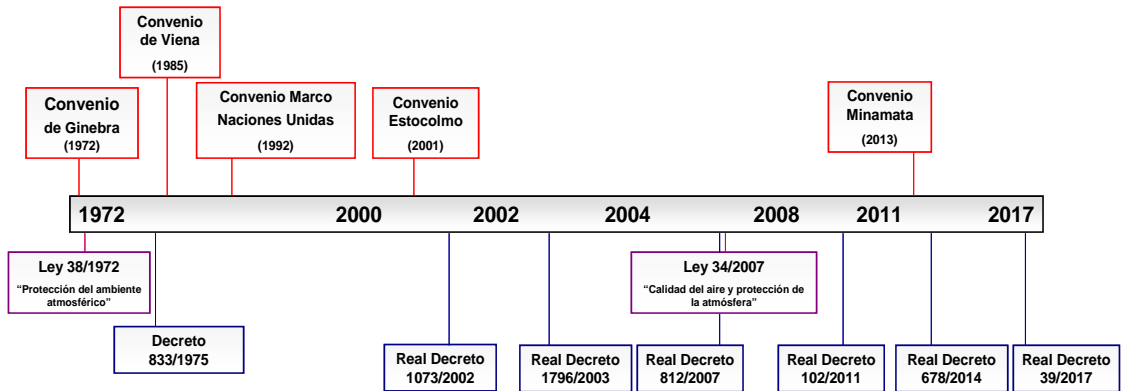 Convenio
de Viena
(1985)
Convenio
de Ginebra
(1972)
Convenio Marco
Naciones Unidas
(1992)
Convenio
Estocolmo
(2001)
Convenio
Minamata
(2013)
1972 2000 2002 2004 2008 2011 2017
Ley 38/1972
“Protección del ambiente
atmosférico”
Ley 34/2007
“Calidad del aire y protección de
la atmósfera”
Decreto
833/1975
Real Decreto
1073/2002
Real Decreto
1796/2003
Real Decreto
812/2007
Real Decreto
102/2011
Real Decreto
678/2014
Real Decreto
39/2017